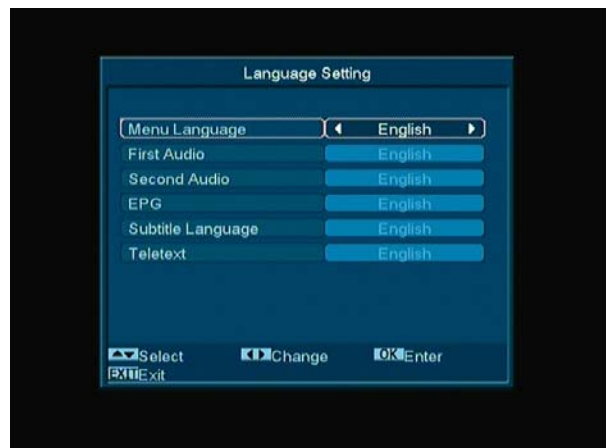 Language Setting
Menu Language English
First Audio English
Second Audio English
EPG English
Subtitle Language English
Teletext English
Select Change OK Enter
EXIT Exit